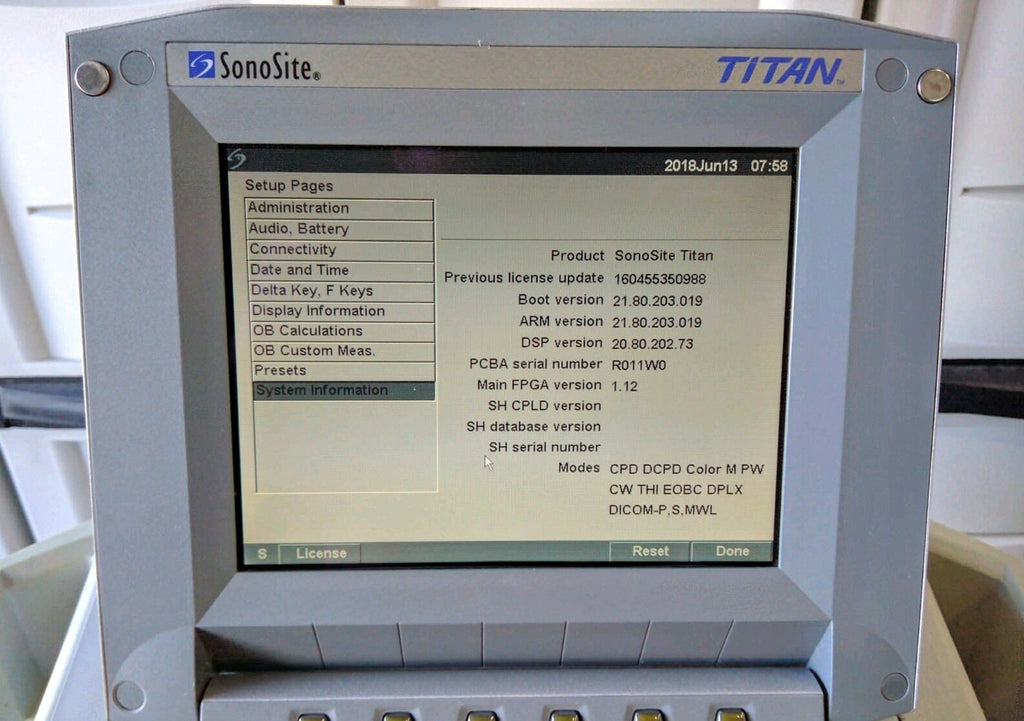 SonoSite®
TITAN™
2018Jun13 07:58
Setup Pages
Administration
Audio, Battery
Connectivity
Date and Time
Delta Key, F Keys
Display Information
OB Calculations
OB Custom Meas.
Presets
System Information
Product SonoSite Titan
Previous license update 160455350988
Boot version 21.80.203.019
ARM version 21.80.203.019
DSP version 20.80.202.73
PCBA serial number R011W0
Main FPGA version 1.12
SH CPLD version
SH database version
SH serial number
Modes CPD DCPD Color M PW
CW THI EOBC DPLX
DICOM-P,S,MWL
S License Reset Done